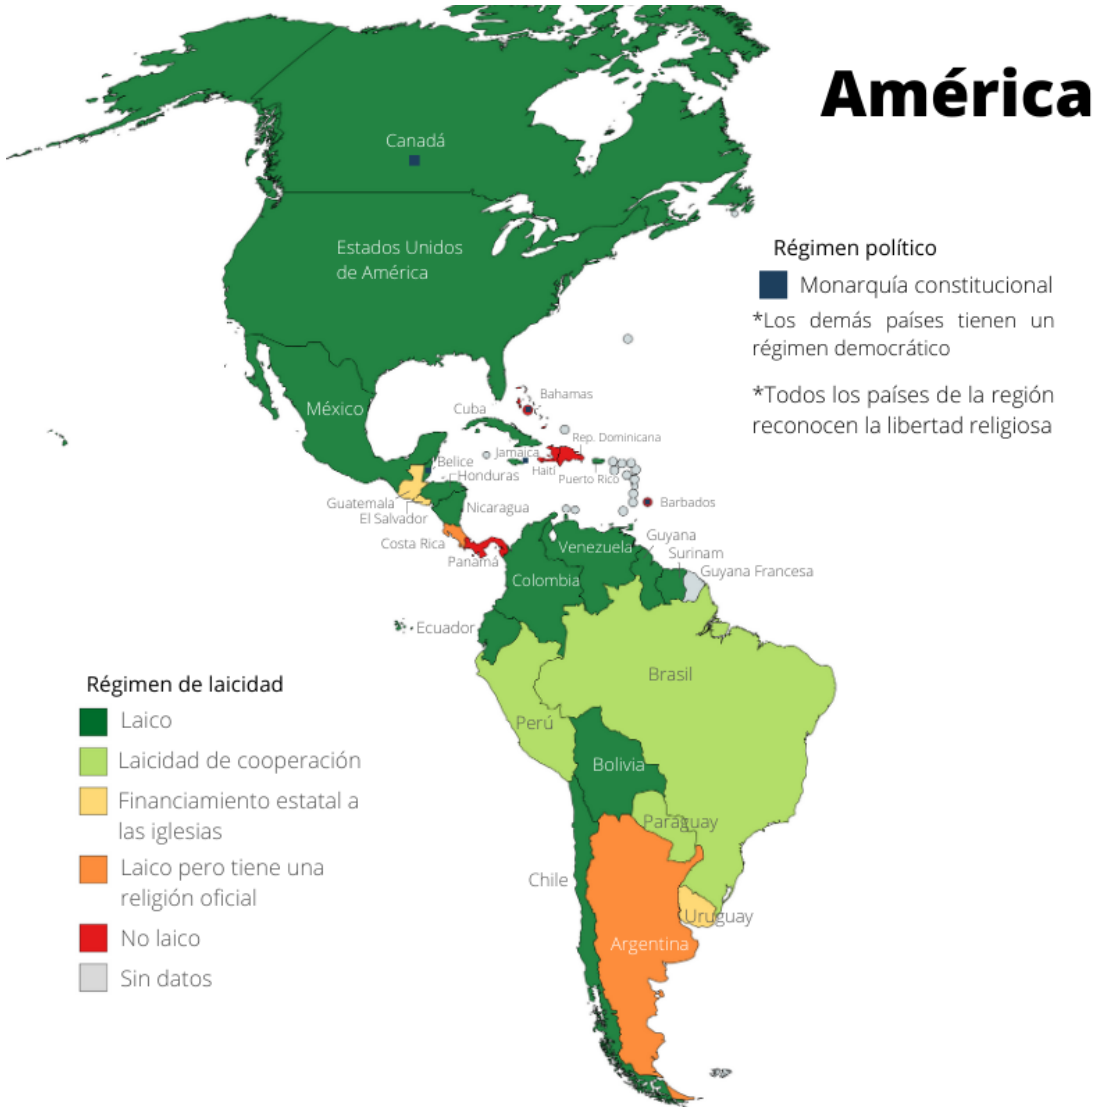 América
Canadá
Estados Unidos
de América
Régimen político
Monarquía constitucional
*Los demás países tienen un
régimen democrático
*Todos los países de la región
reconocen la libertad religiosa
México
Cuba
Bahamas
Rep. Dominicana
Jamaica
Haití
Puerto Rico
Belice
Honduras
Guatemala
El Salvador
Nicaragua
Barbados
Costa Rica
Panamá
Venezuela
Guyana
Surinam
Guyana Francesa
Colombia
Ecuador
Brasil
Perú
Bolivia
Paraguay
Chile
Uruguay
Argentina
Régimen de laicidad
Laico
Laicidad de cooperación
Financiamiento estatal a
las iglesias
Laico pero tiene una
religión oficial
No laico
Sin datos